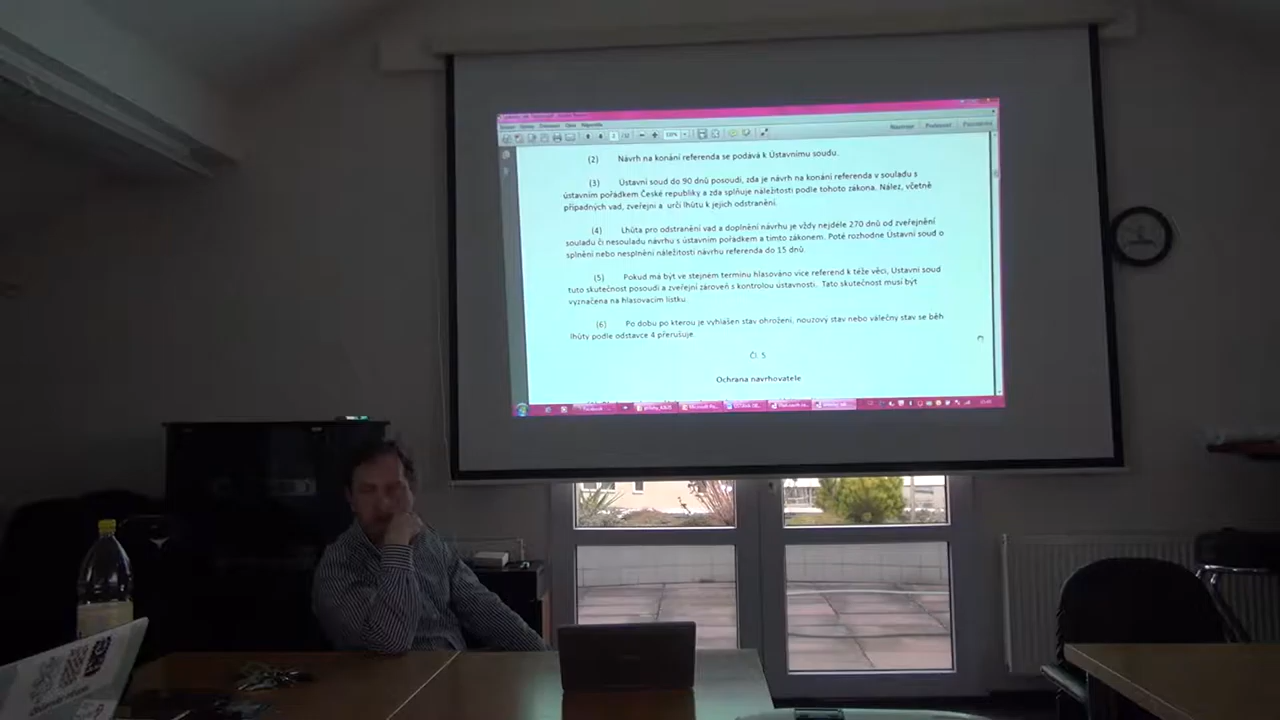 (2) Návrh na konání referenda se podává k Ústavnímu soudu.
(3) Ústavní soud do 90 dnů posoudí, zda je návrh na konání referenda v souladu s
ústavním pořádkem České republiky a zda splňuje náležitosti podle tohoto zákona. Nález, včetně
případných vad, zveřejní a určí lhůtu k jejich odstranění.
(4) Lhůta pro odstranění vad a doplnění návrhu je vždy nejdéle 270 dnů od zveřejnění
souladu či nesouladu návrhu s ústavním pořádkem a tímto zákonem. Poté rozhodne Ústavní soud o
splnění nebo nesplnění náležitostí návrhu referenda do 15 dnů.
(5) Pokud má být ve stejném termínu hlasováno více referend k téže věci, Ústavní soud
tuto skutečnost posoudí a zveřejní zároveň s kontrolou ústavnosti. Tato skutečnost musí být
vyznačena na hlasovacím lístku.
(6) Po dobu po kterou je vyhlášen stav ohrožení, nouzový stav nebo válečný stav se běh
lhůty podle odstavce 4 přerušuje.
Čl. 5
Ochrana navrhovatele